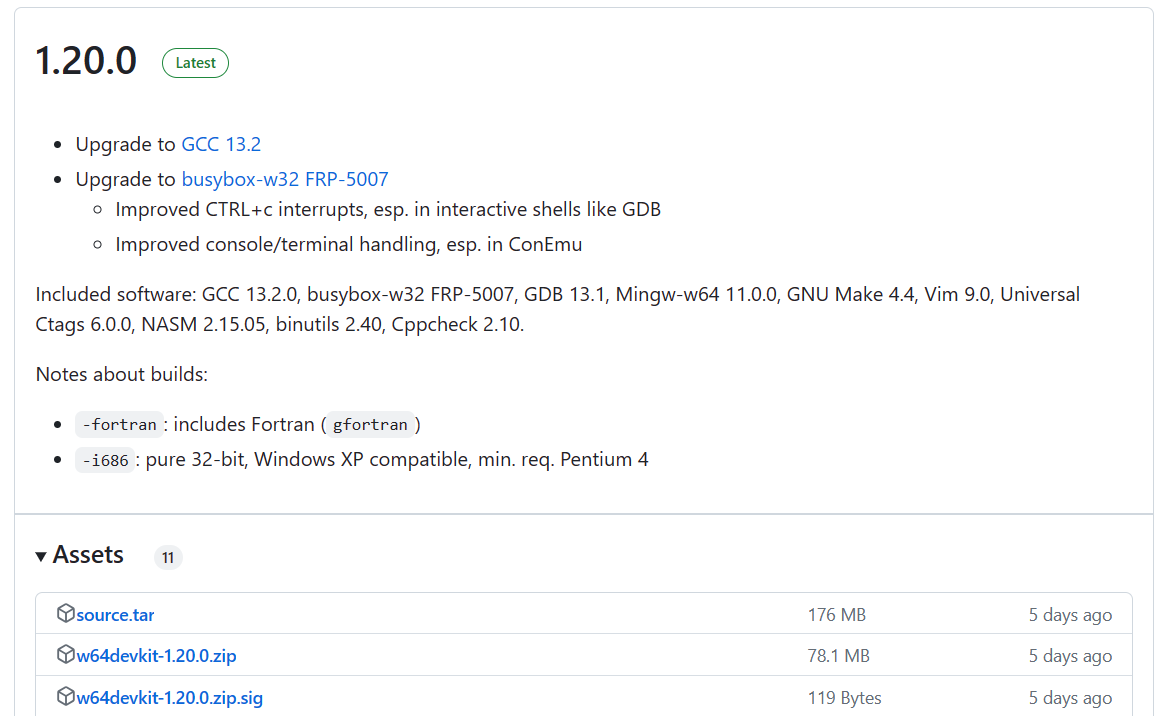 1.20.0 Latest
Upgrade to GCC 13.2
Upgrade to busybox-w32 FRP-5007
Improved CTRL+c interrupts, esp. in interactive shells like GDB
Improved console/terminal handling, esp. in ConEmu
Included software: GCC 13.2.0, busybox-w32 FRP-5007, GDB 13.1, Mingw-w64 11.0.0, GNU Make 4.4, Vim 9.0, Universal
Ctags 6.0.0, NASM 2.15.05, binutils 2.40, Cppcheck 2.10.
Notes about builds:
-fortran: includes Fortran (gfortran)
-i686: pure 32-bit, Windows XP compatible, min. req. Pentium 4
Assets 11
source.tar 176 MB 5 days ago
w64devkit-1.20.0.zip 78.1 MB 5 days ago
w64devkit-1.20.0.zip.sig 119 Bytes 5 days ago